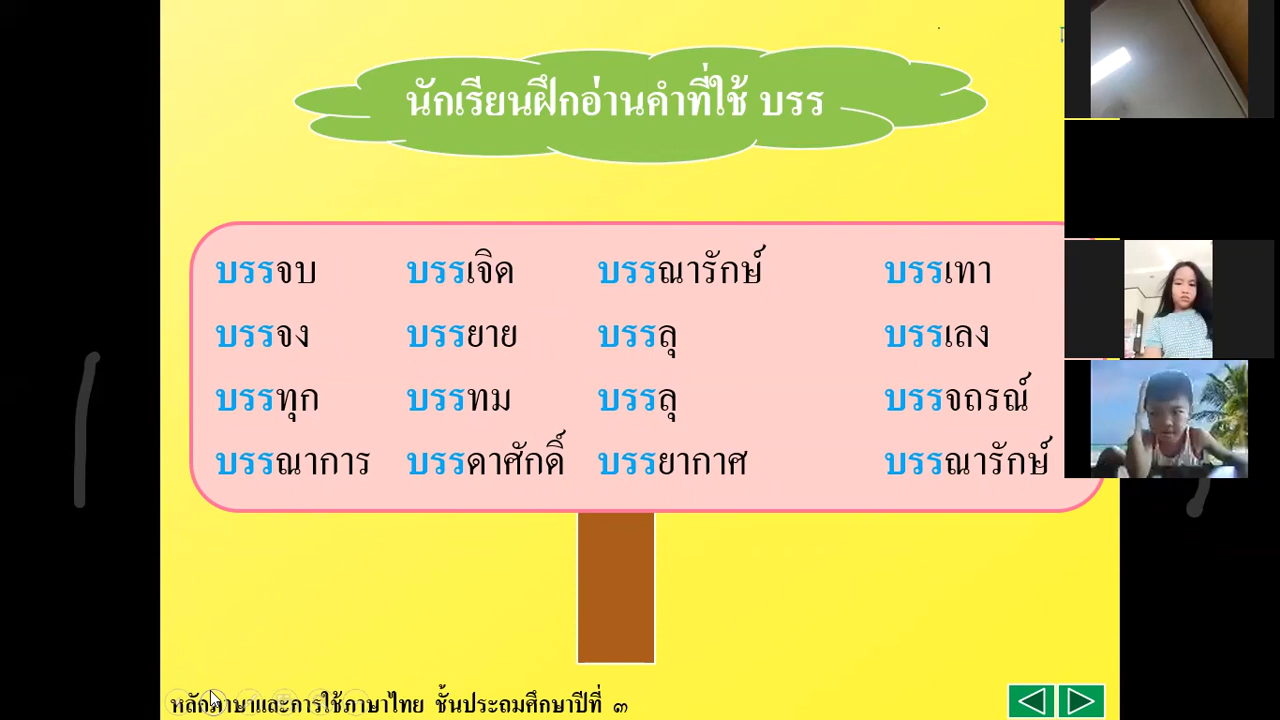 นักเรียนฝึกอ่านคำที่ใช้ บรร
บรรจบ บรรเจิด บรรณารักษ์ บรรเทา
บรรจง บรรยาย บรรลุ บรรเลง
บรรทุก บรรทม บรรลุ บรรจถรณ์
บรรณาการ บรรดาศักดิ์ บรรยากาศ บรรณารักษ์
หลักภาษาและการใช้ภาษาไทย ชั้นประถมศึกษาปีที่ ๓